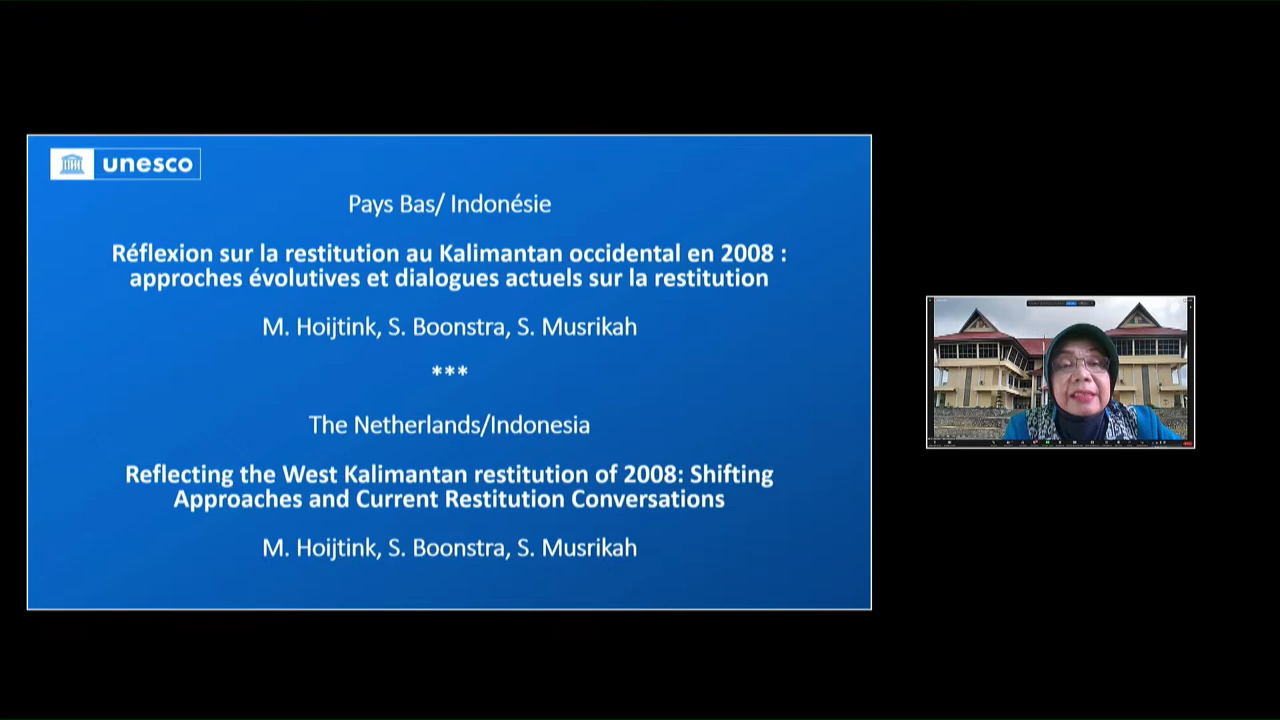 unesco
Pays Bas/ Indonésie
Réflexion sur la restitution au Kalimantan occidental en 2008 :
approches évolutives et dialogues actuels sur la restitution
M. Hoijtink, S. Boonstra, S. Musrikah
***
The Netherlands/Indonesia
Reflecting the West Kalimantan restitution of 2008: Shifting
Approaches and Current Restitution Conversations
M. Hoijtink, S. Boonstra, S. Musrikah